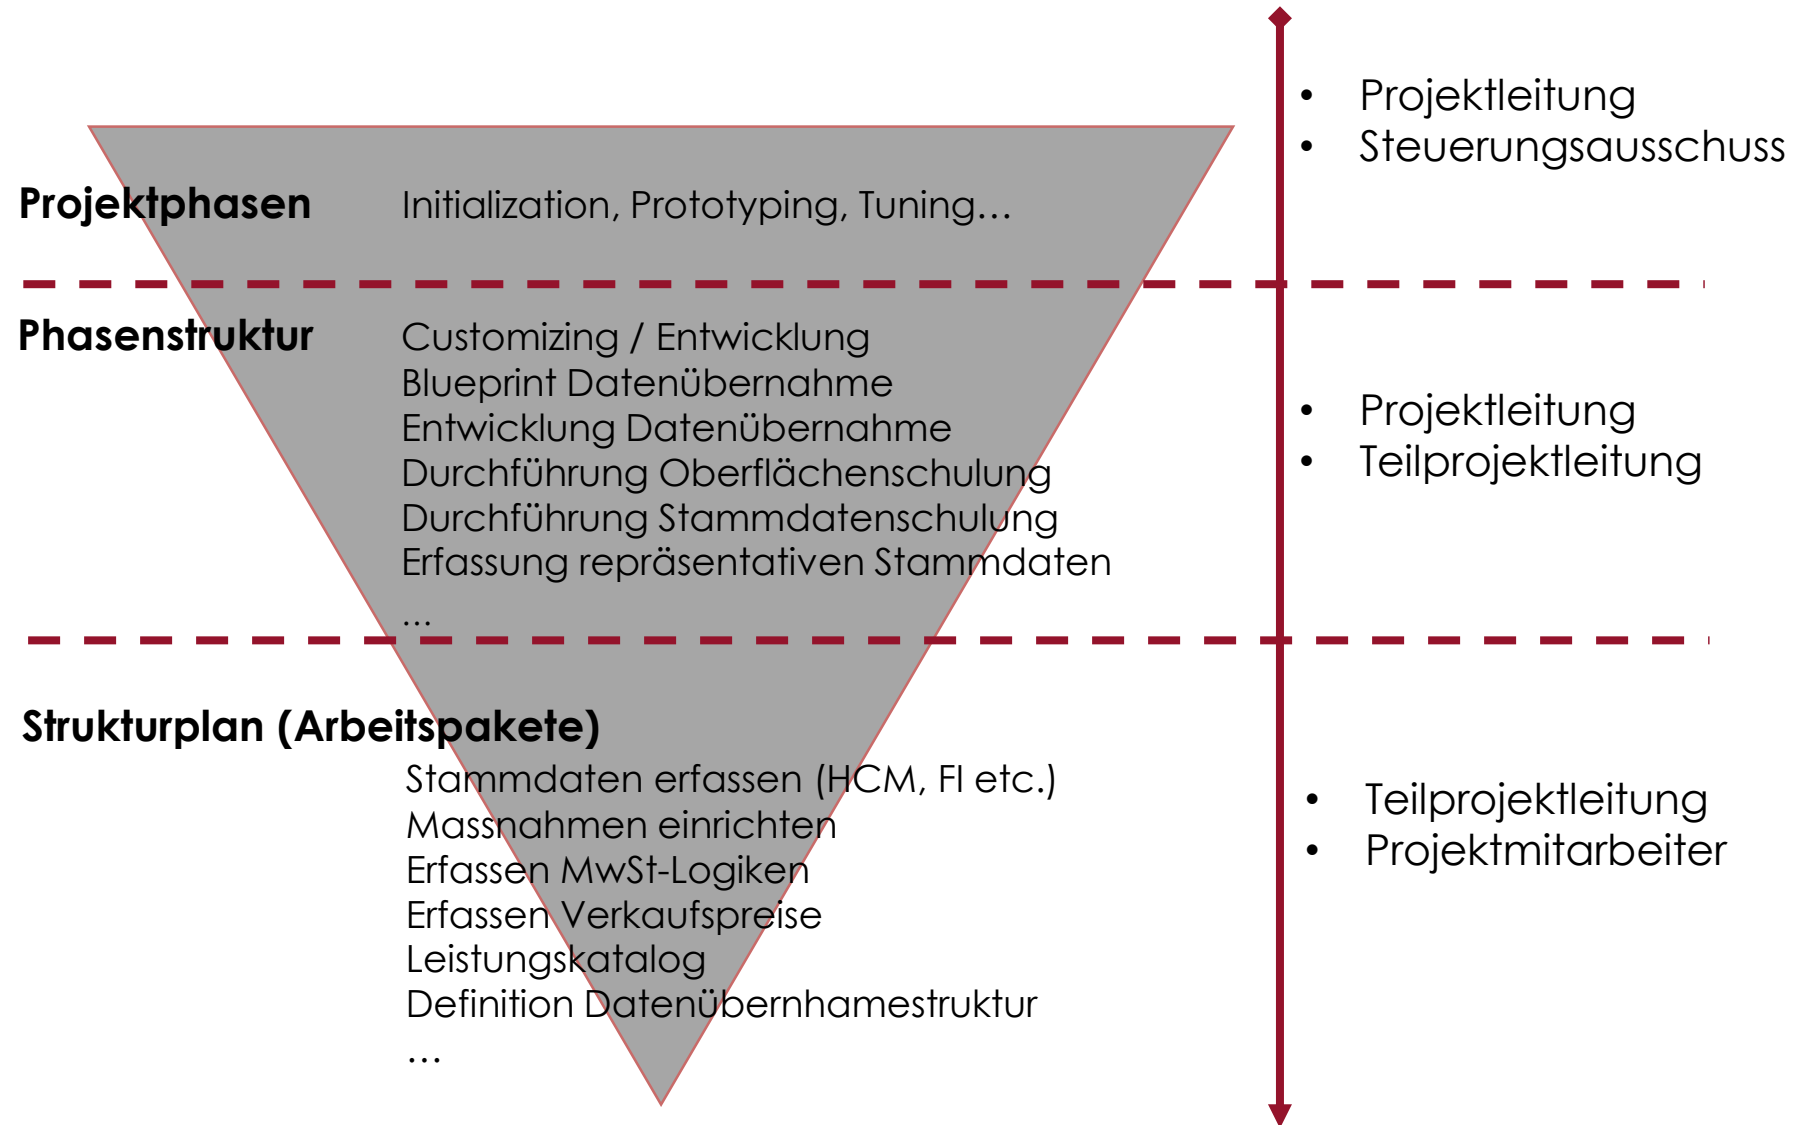 • Projektleitung
• Steuerungsausschuss
Projektphasen Initialization, Prototyping, Tuning…
Phasenstruktur Customizing / Entwicklung
Blueprint Datenübernahme
Entwicklung Datenübernahme
Durchführung Oberflächenschulung
Durchführung Stammdatenschulung
Erfassung repräsentativen Stammdaten
…
• Projektleitung
• Teilprojektleitung
Strukturplan (Arbeitspakete)
Stammdaten erfassen (HCM, FI etc.)
Massnahmen einrichten
Erfassen MwSt-Logiken
Erfassen Verkaufspreise
Leistungskatalog
Definition Datenübernhamestruktur
…
• Teilprojektleitung
• Projektmitarbeiter